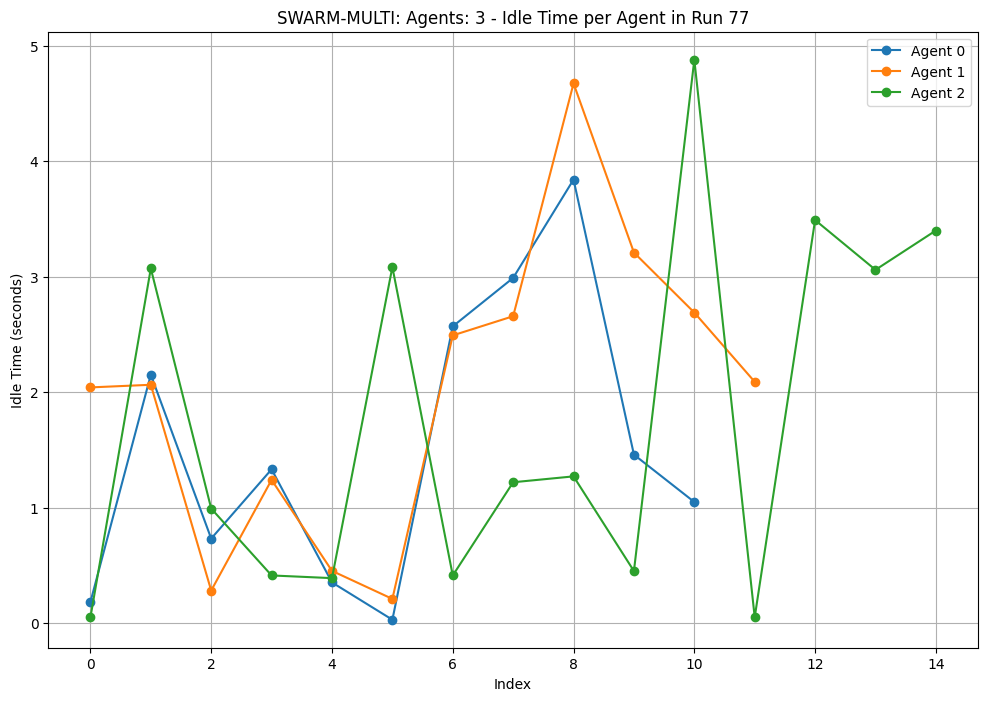 SWARM-MULTI: Agents: 3 - Idle Time per Agent in Run 77
Agent 0
Agent 1
Agent 2
5
4
3
2
1
0
Idle Time (seconds)
0 2 4 6 8 10 12 14
Index